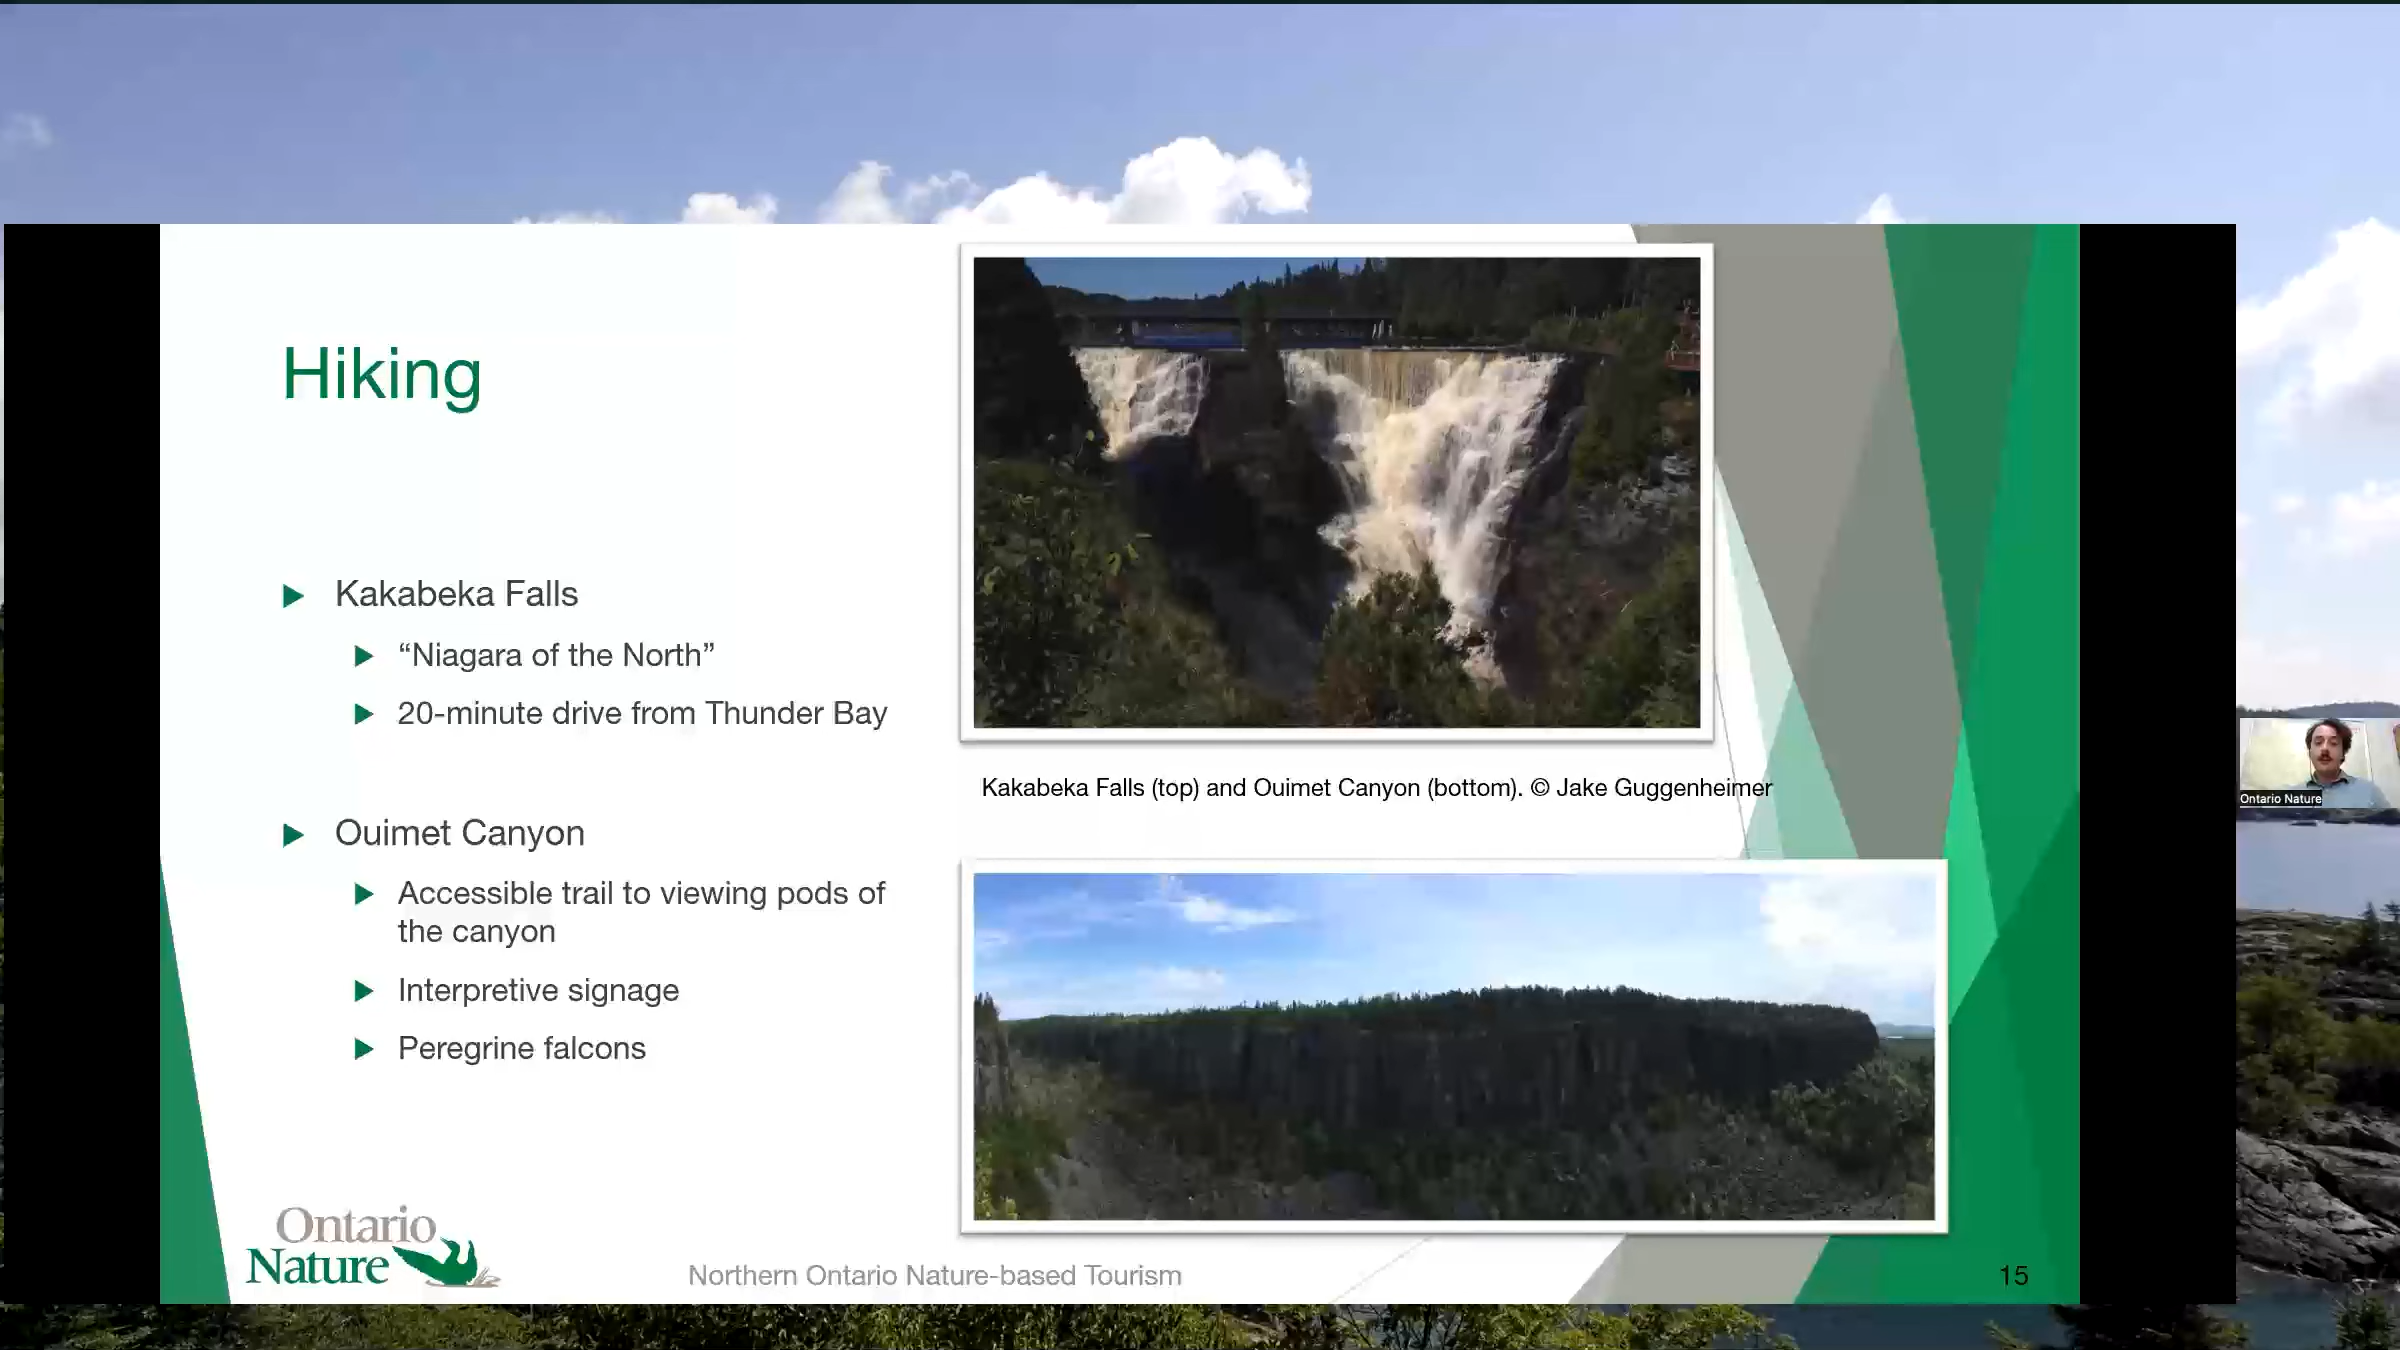 Hiking
Kakabeka Falls
“Niagara of the North”
20-minute drive from Thunder Bay
Kakabeka Falls (top) and Ouimet Canyon (bottom). © Jake Guggenheimer
Ouimet Canyon
Accessible trail to viewing pods of
the canyon
Interpretive signage
Peregrine falcons
Ontario Nature
Ontario
Nature
Northern Ontario Nature-based Tourism
15